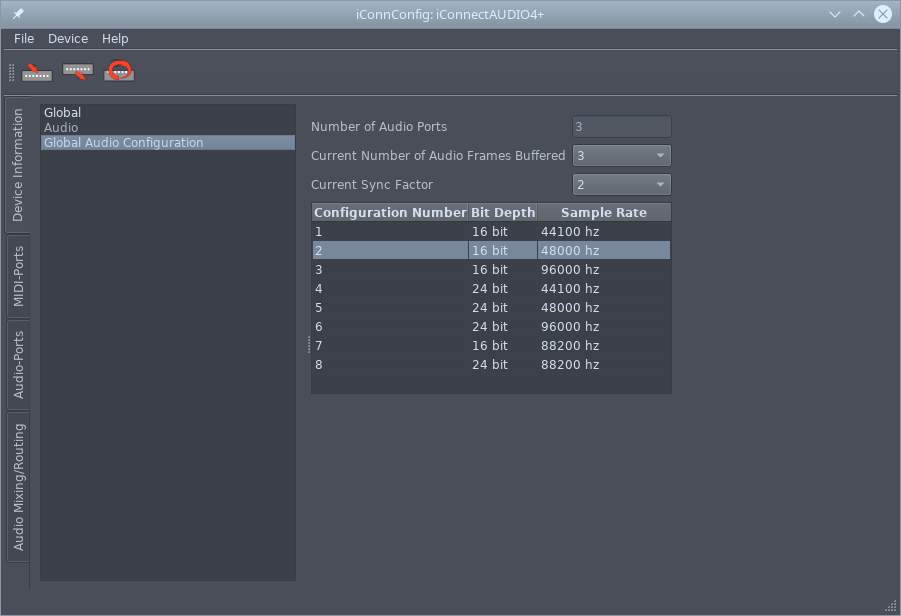 iConnConfig: iConnectAUDIO4+
File Device Help
Device Information
MIDI-Ports
Audio-Ports
Audio Mixing/Routing
Global
Audio
Global Audio Configuration
Number of Audio Ports 3
Current Number of Audio Frames Buffered 3
Current Sync Factor 2
Configuration Number Bit Depth Sample Rate
1 16 bit 44100 hz
2 16 bit 48000 hz
3 16 bit 96000 hz
4 24 bit 44100 hz
5 24 bit 48000 hz
6 24 bit 96000 hz
7 16 bit 88200 hz
8 24 bit 88200 hz